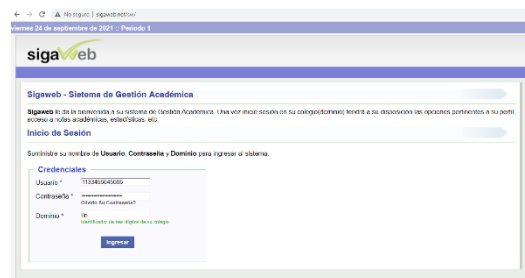 No seguro | sigaweb.net/sw/
viernes 24 de septiembre de 2021 :: Periodo 1
sigaweb
Sigaweb - Sistema de Gestión Académica
Sigaweb le da la bienvenida a su sistema de Gestión Académica. Una vez inicie sesión en su colegio(dominio) tendrá a su disposición las opciones pertinentes a su perfil,
acceso a notas académicas, estadísticas, etc.
Inicio de Sesión
Suministre su nombre de Usuario, Contraseña y Dominio para ingresar al sistema.
Credenciales
Usuario *
Contraseña *
Olvidó Su Contraseña?
Dominio *
Identificador de tres dígitos de su colegio
Ingresar